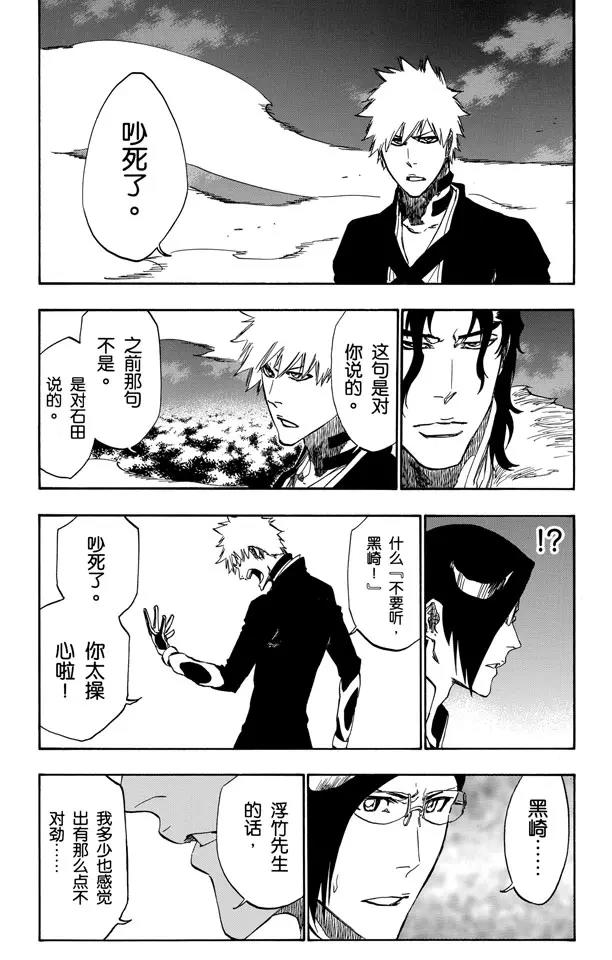 吵死了。
这句是对
你说的。
之前那句
不是。
是对石田
说的。
!?
什么『不要听，
黑崎！』
吵死了。
你太操
心啦！
黑崎……
浮竹先生
的话，
我多少也感觉
出有那么点不
对劲……